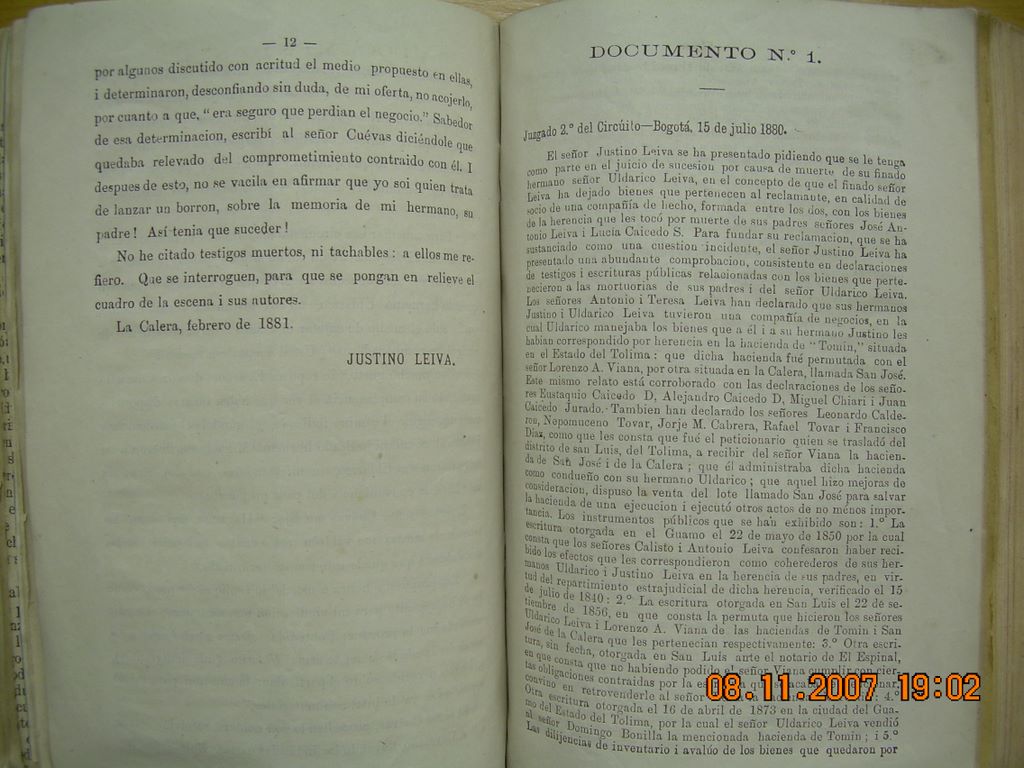 — 12 —
por algunos discutido con acritud el medio propuesto en ellas,
i determinaron, desconfiando sin duda, de mi oferta, no acojerlo,
por cuanto a que, "era seguro que perdian el negocio." Sabedor
de esa determinacion, escribí al señor Cuévas diciéndole que
quedaba relevado del comprometimiento contraido con él. I
despues de esto, no se vacila en afirmar que yo soi quien trata
de lanzar un borron, sobre la memoria de mi hermano, su
padre! Así tenia que suceder!
No he citado testigos muertos, ni tachables: a ellos me re-
fiero. Que se interroguen, para que se pongan en relieve el
cuadro de la escena i sus autores.
La Calera, febrero de 1881.
JUSTINO LEIVA.
DOCUMENTO N.° 1.
Juzgado 2.° del Circúito—Bogotá, 15 de julio 1880.
El señor Justino Leiva se ha presentado pidiendo que se le tenga
como parte en el juicio de sucesion por causa de muerte de su finado
hermano señor Uldarico Leiva, en el concepto de que el finado señor
Leiva ha dejado bienes que pertenecen al reclamante, en calidad de
socio de una compañía de hecho, formada entre los dos, con los bienes
de la herencia que les tocó por muerte de sus padres señores José An-
tonio Leiva i Lucía Caicedo S. Para fundar su reclamacion, que se ha
sustanciado como una cuestion incidente, el señor Justino Leiva ha
presentado una abundante comprobacion, consistente en declaraciones
de testigos i escrituras públicas relacionadas con los bienes que perte-
necieron a las mortuorias de sus padres i del señor Uldarico Leiva.
Los señores Antonio i Teresa Leiva han declarado que sus hermanos
Justino i Uldarico Leiva tuvieron una compañía de negocios, en la
cual Uldarico manejaba los bienes que a él i a su hermano Justino les
habian correspondido por herencia en la hacienda de "Tomin," situada
en el Estado del Tolima: que dicha hacienda fué permutada con el
señor Lorenzo A. Viana, por otra situada en la Calera, llamada San José.
Este mismo relato está corroborado con las declaraciones de los seño-
res Eustaquio Caicedo D, Alejandro Caicedo D, Miguel Chiari i Juan
Caicedo Jurado. Tambien han declarado los señores Leonardo Calde-
ron, Nepomuceno Tovar, Jorje M. Cabrera, Rafael Tovar i Francisco
Díaz, como que les consta que fué el peticionario quien se trasladó del
distrito de san Luis, del Tolima, a recibir del señor Viana la hacien-
da de San José i de la Calera; que él administraba dicha hacienda
como condueño con su hermano Uldarico; que aquel hizo mejoras de
consideracion, dispuso la venta del lote llamado San José para salvar
la hacienda de una ejecucion i ejecutó otros actos de no ménos impor-
tancia. Los instrumentos públicos que se han exhibido son: 1.° La
escritura otorgada en el Guamo el 22 de mayo de 1850 por la cual
consta que los señores Calisto i Antonio Leiva confesaron haber reci-
bido los efectos que les correspondieron como coherederos de sus her-
manos Uldarico i Justino Leiva en la herencia de sus padres, en vir-
tud del repartimiento estrajudicial de dicha herencia, verificado el 15
de julio de 1840: 2.° La escritura otorgada en San Luis el 22 de se-
tiembre de 1856, en que consta la permuta que hicieron los señores
Uldarico Leiva i Lorenzo A. Viana de las haciendas de Tomin i San
José de la Calera que les pertenecian respectivamente: 3.° Otra escri-
tura, sin fecha, otorgada en San Luis ante el notario de El Espinal,
en que consta que no habiendo podido el señor Viana cumplir con cier-
tas obligaciones contraidas por la
convino en retrovenderle al señor 4.°
Otra escritura otorgada el 16 de abril de 1873 en la ciudad del Gua-
mo del Estado del Tolima, por la cual el señor Uldarico Leiva vendió
al señor Domingo Bonilla la mencionada hacienda de Tomin; i 5.°
Las dilijencias de inventario i avalúo de los bienes que quedaron por
08.11.2007 19:02